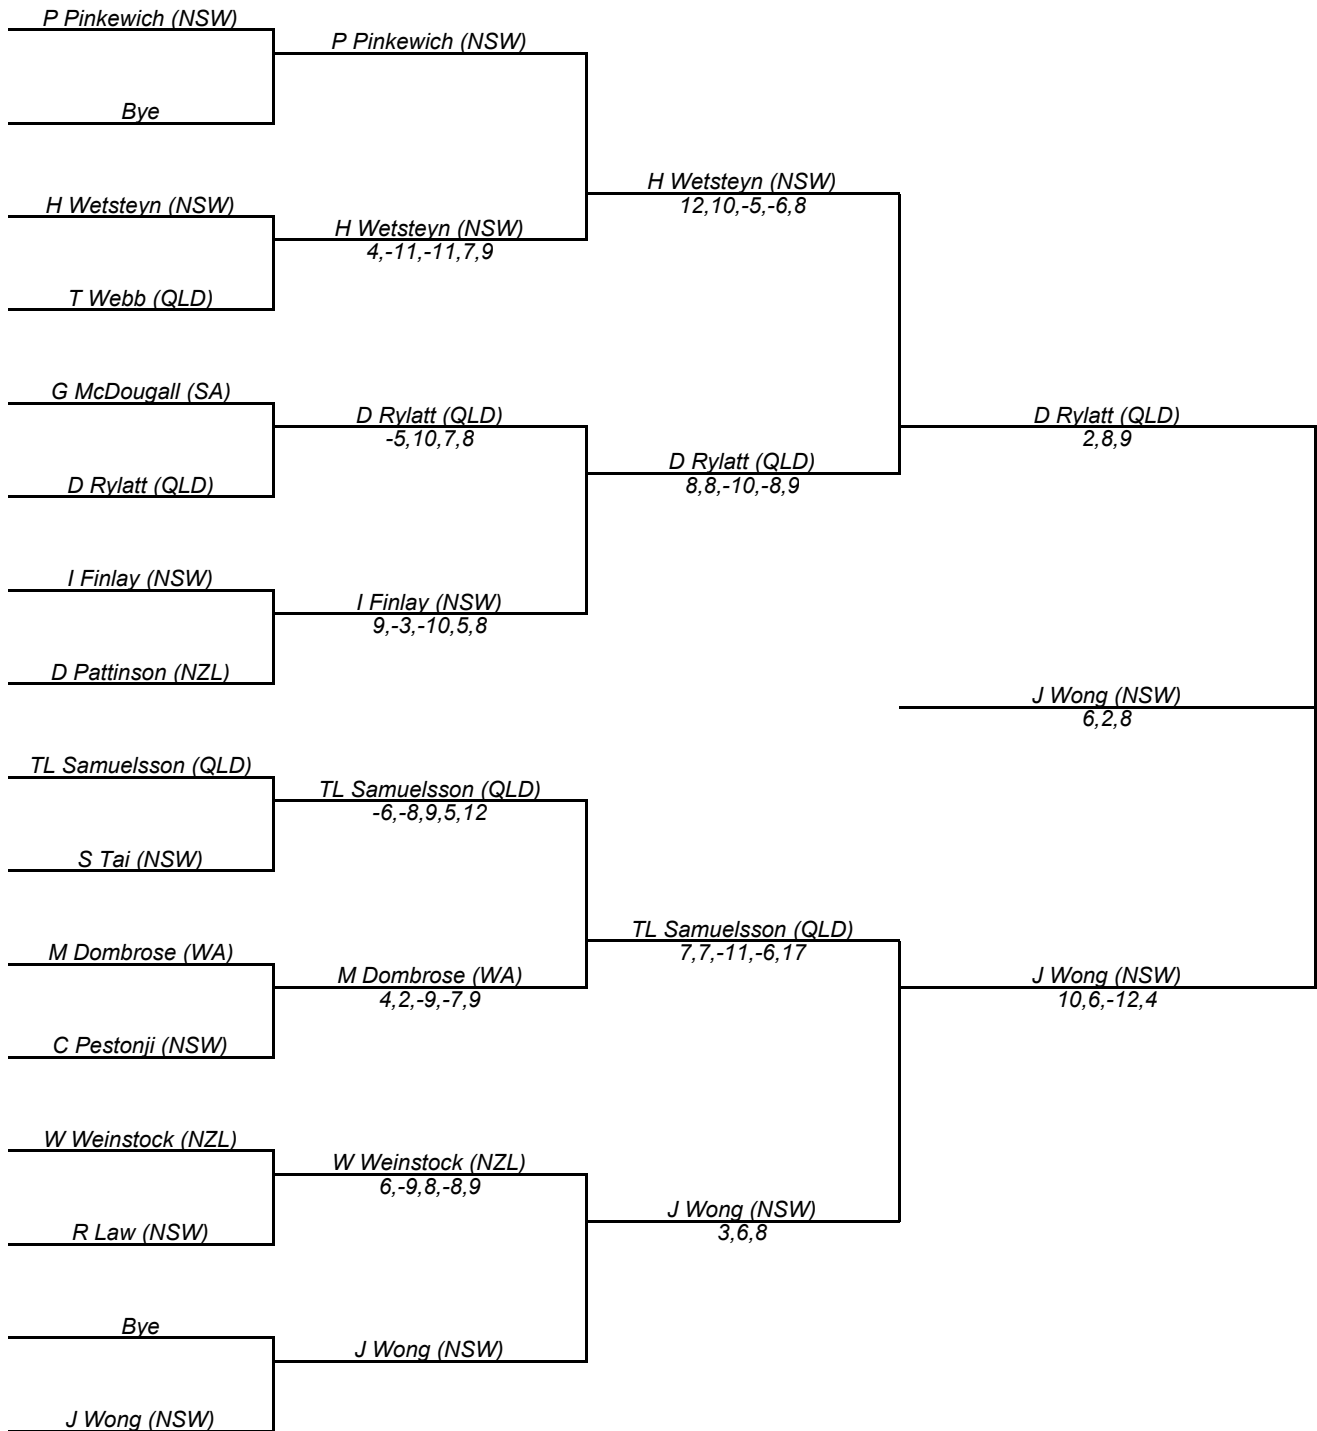 P Pinkewich (NSW)
P Pinkewich (NSW)
Bye
H Wetsteyn (NSW)
12,10,-5,-6,8
H Wetsteyn (NSW)
H Wetsteyn (NSW)
4,-11,-11,7,9
T Webb (QLD)
G McDougall (SA)
D Rylatt (QLD)
-5,10,7,8
D Rylatt (QLD)
2,8,9
D Rylatt (QLD)
8,8,-10,-8,9
D Rylatt (QLD)
I Finlay (NSW)
I Finlay (NSW)
9,-3,-10,5,8
D Pattinson (NZL)
J Wong (NSW)
6,2,8
TL Samuelsson (QLD)
TL Samuelsson (QLD)
-6,-8,9,5,12
S Tai (NSW)
TL Samuelsson (QLD)
7,7,-11,-6,17
M Dombrose (WA)
M Dombrose (WA)
4,2,-9,-7,9
J Wong (NSW)
10,6,-12,4
C Pestonji (NSW)
W Weinstock (NZL)
W Weinstock (NZL)
6,-9,8,-8,9
J Wong (NSW)
3,6,8
R Law (NSW)
Bye
J Wong (NSW)
J Wong (NSW)